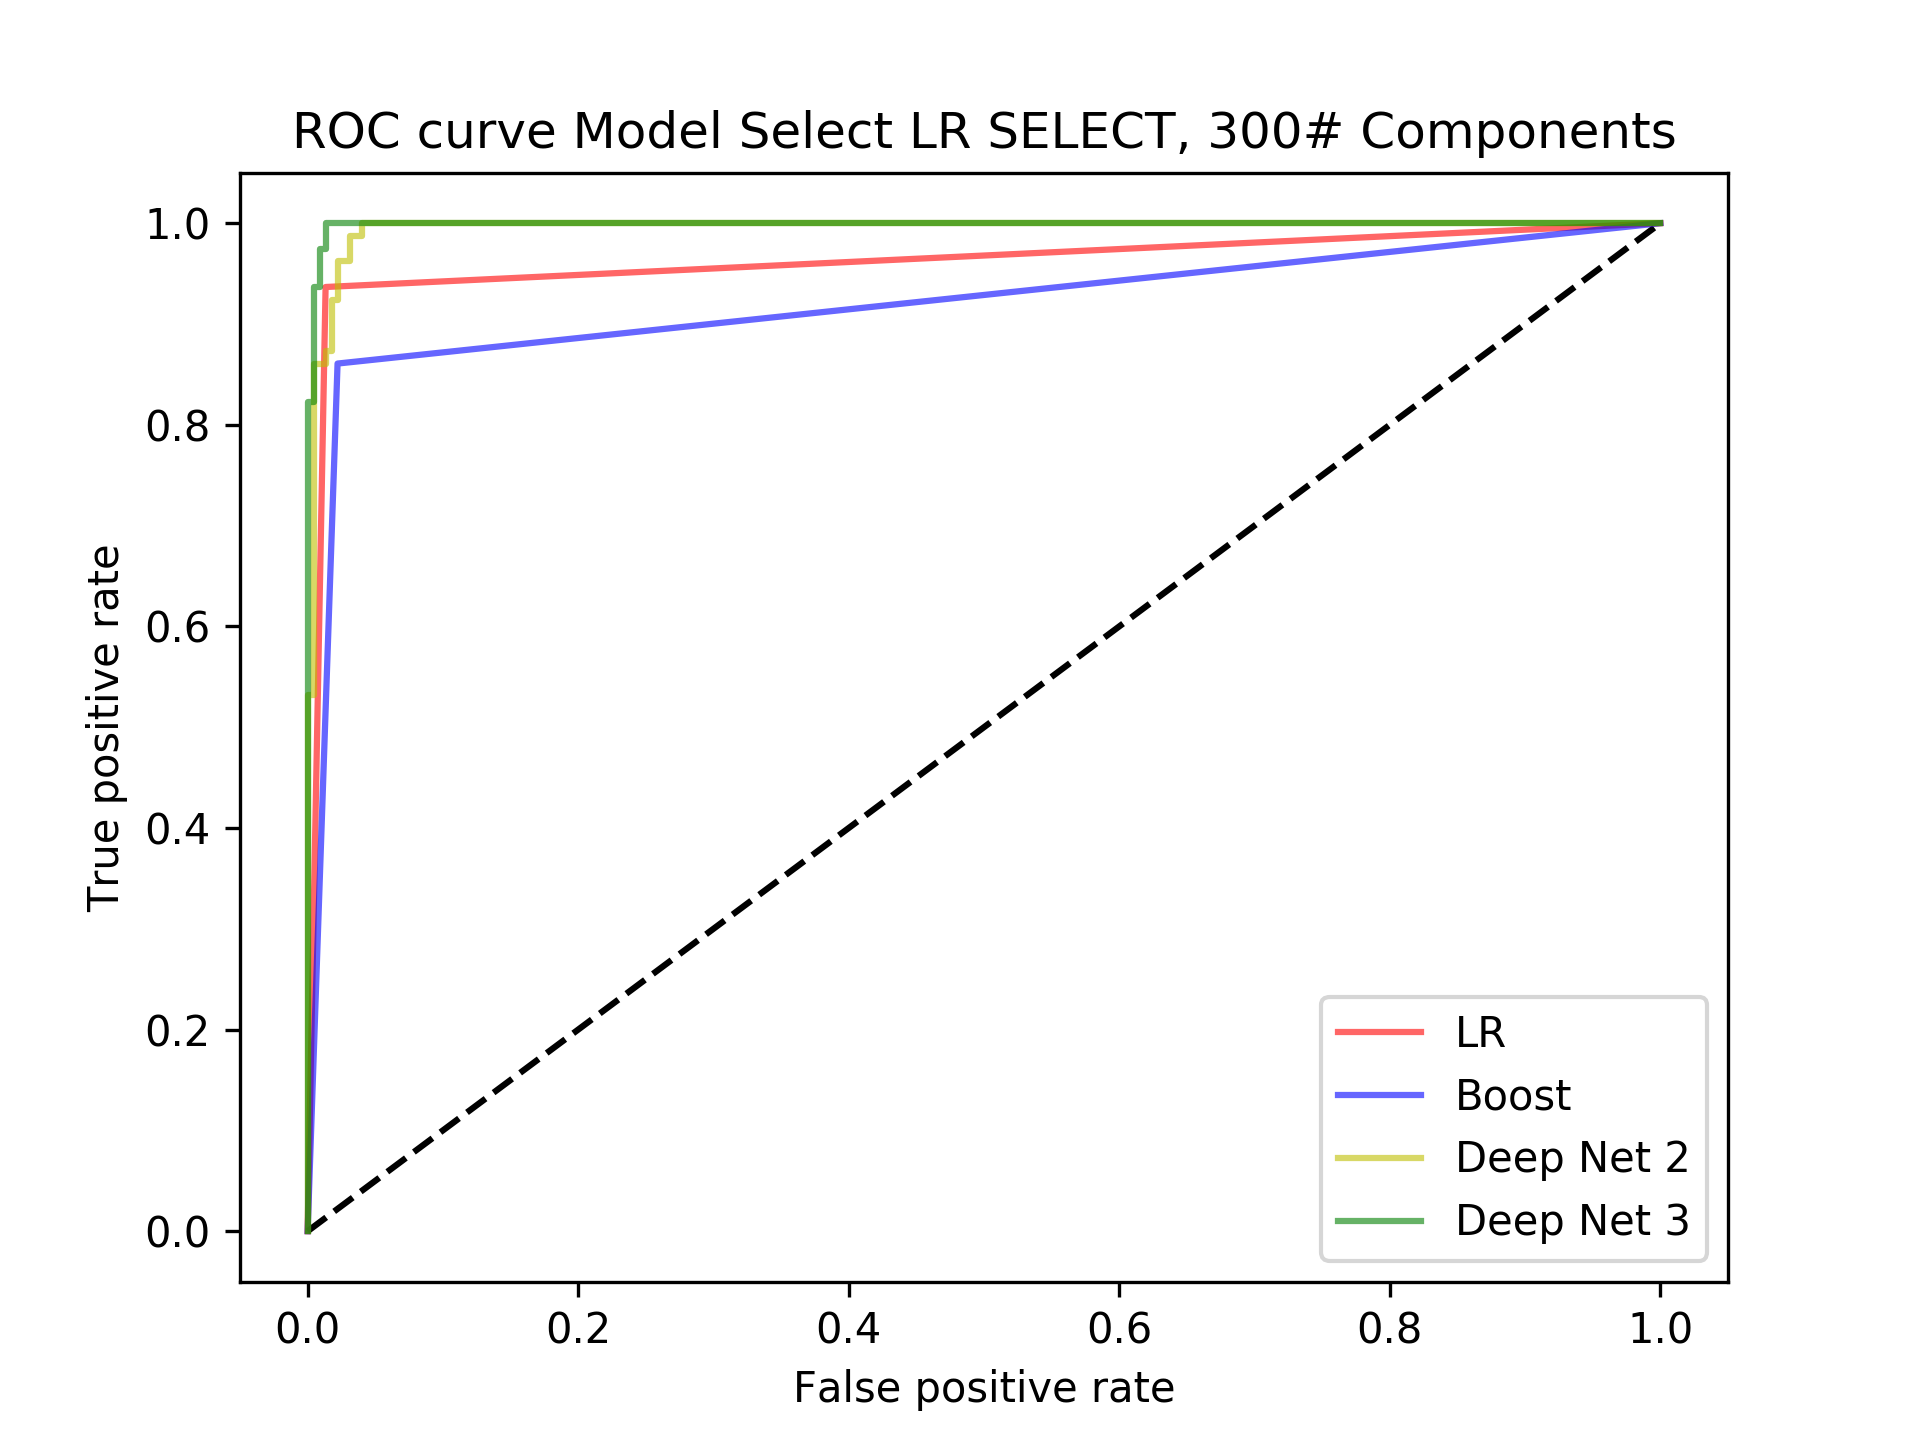 ROC curve Model Select LR SELECT, 300# Components
1.0
0.8
0.6
0.4
0.2
0.0
True positive rate
0.0 0.2 0.4 0.6 0.8 1.0
False positive rate
LR
Boost
Deep Net 2
Deep Net 3